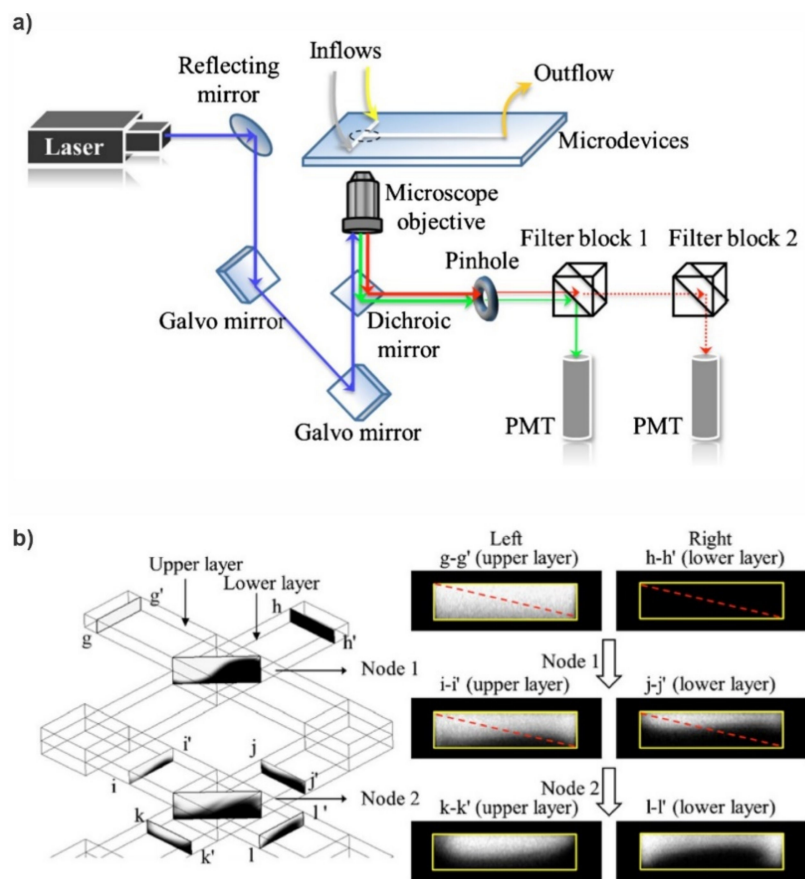 a)
Inflows
Reflecting
mirror
Outflow
Laser
Microdevices
Microscope
objective
Filter block 1 Filter block 2
Pinhole
Galvo mirror
Dichroic
mirror
Galvo mirror
PMT PMT
b)
Upper layer
Lower layer
g'
g
h
h'
Node 1
i'
i
j
j'
Node 2
k
k'
l'
l
Left Right
g-g' (upper layer) h-h' (lower layer)
Node 1
i-i' (upper layer) j-j' (lower layer)
Node 2
k-k' (upper layer) l-l' (lower layer)